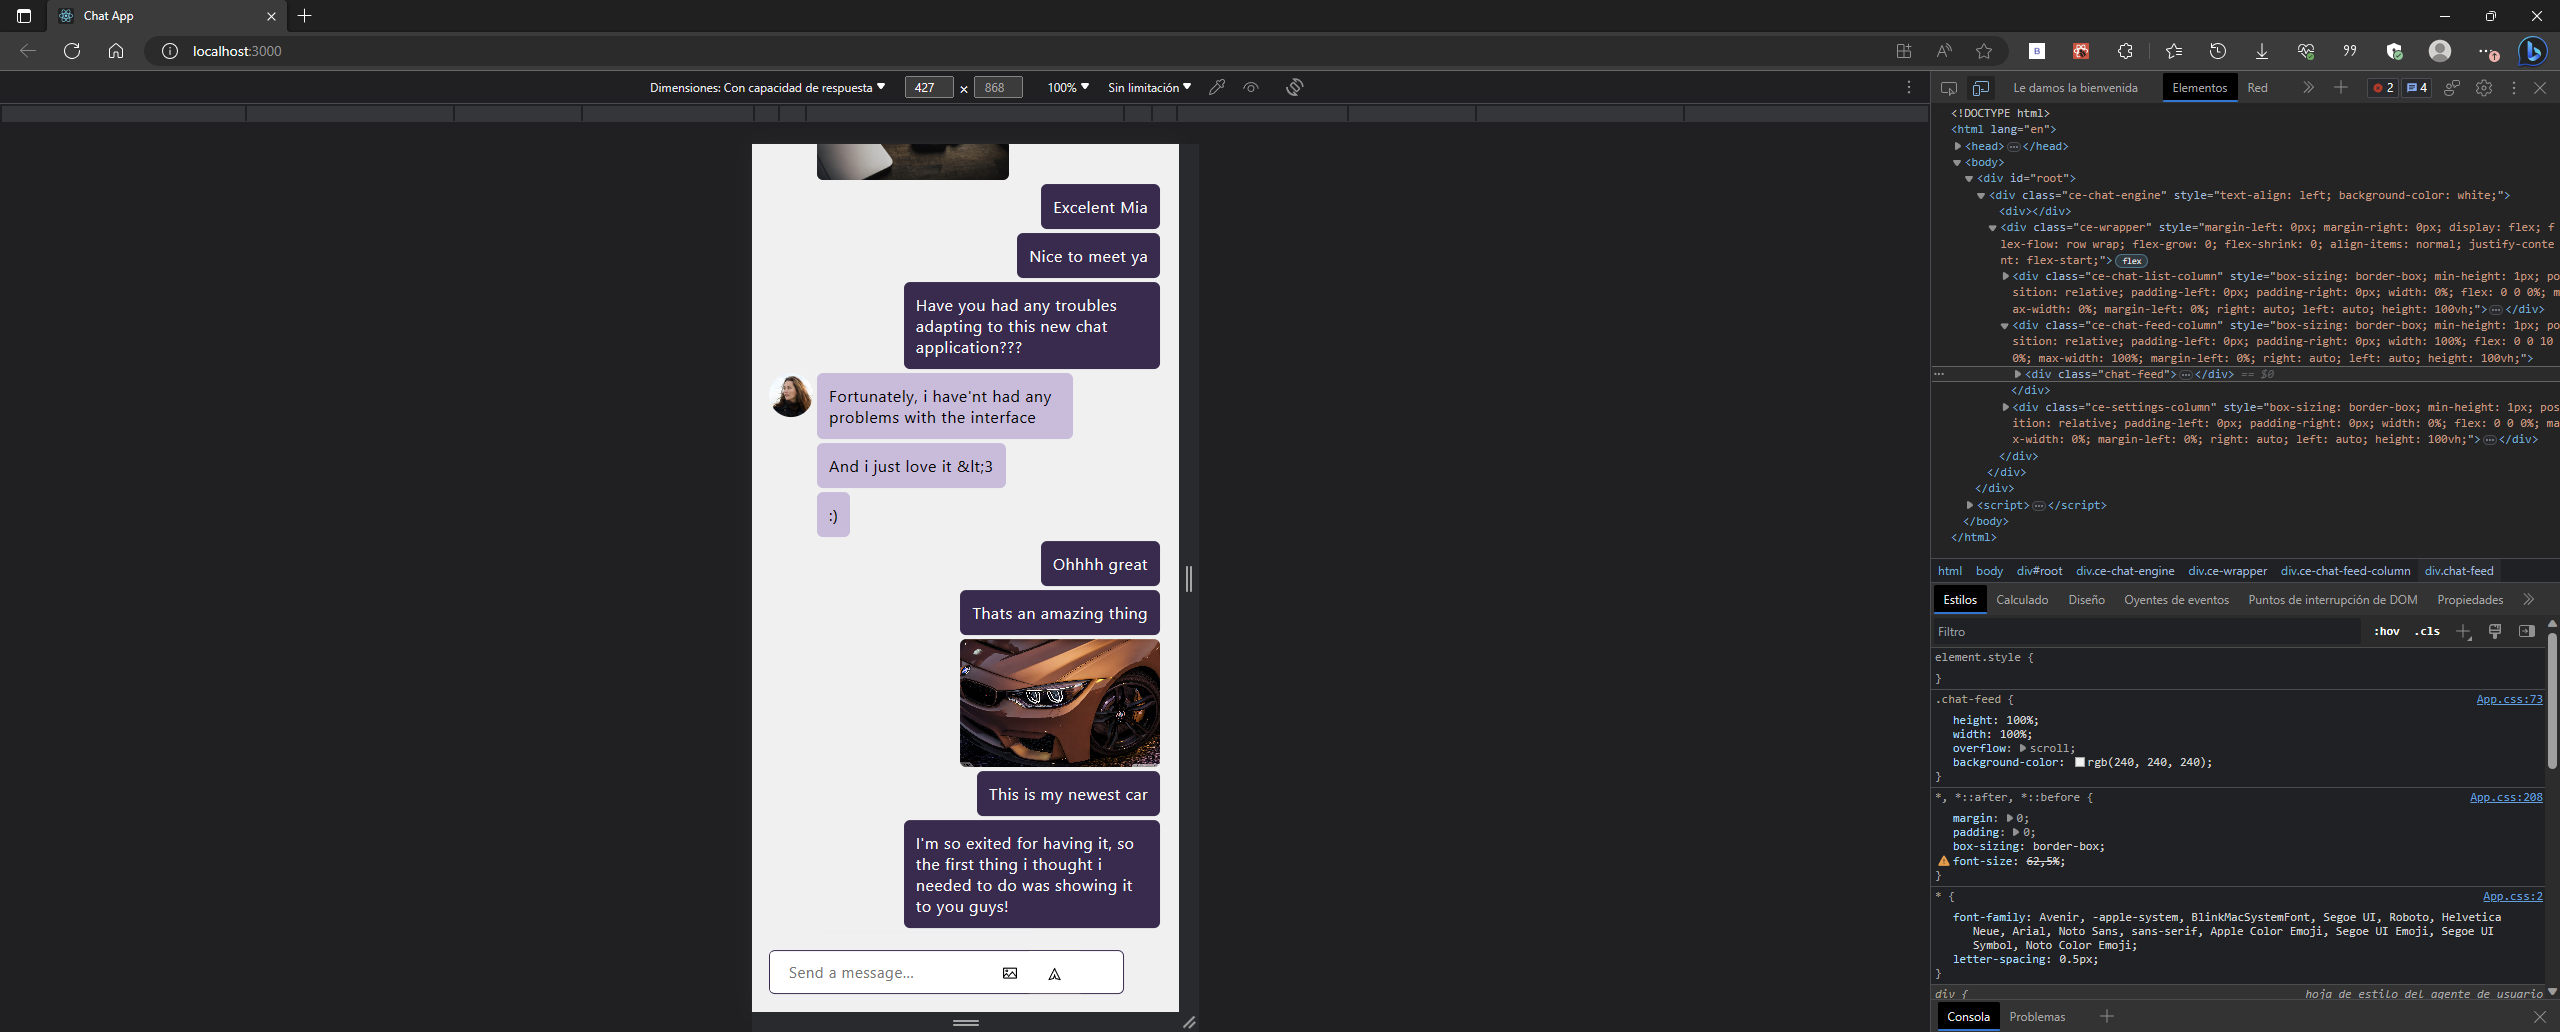 Chat App
localhost:3000
Dimensiones: Con capacidad de respuesta
427 × 868
100%
Sin limitación
Le damos la bienvenida
Elementos
Red
2
4
Excelent Mia
Nice to meet ya
Have you had any troubles
adapting to this new chat
application???
Fortunately, i have'nt had any
problems with the interface
And i just love it &lt;3
:)
Ohhhh great
Thats an amazing thing
This is my newest car
I'm so exited for having it, so
the first thing i thought i
needed to do was showing it
to you guys!
Send a message...
<!DOCTYPE html>
<html lang="en">
<head>…</head>
<body>
<div id="root">
<div class="ce-chat-engine" style="text-align: left; background-color: white;">
<div></div>
<div class="ce-wrapper" style="margin-left: 0px; margin-right: 0px; display: flex; f
lex-flow: row wrap; flex-grow: 0; flex-shrink: 0; align-items: normal; justify-conte
nt: flex-start;"> flex
<div class="ce-chat-list-column" style="box-sizing: border-box; min-height: 1px; po
sition: relative; padding-left: 0px; padding-right: 0px; width: 0%; flex: 0 0 0%; m
ax-width: 0%; margin-left: 0%; right: auto; left: auto; height: 100vh;">…</div>
<div class="ce-chat-feed-column" style="box-sizing: border-box; min-height: 1px; po
sition: relative; padding-left: 0px; padding-right: 0px; width: 100%; flex: 0 0 10
0%; max-width: 100%; margin-left: 0%; right: auto; left: auto; height: 100vh;">
<div class="chat-feed">…</div> == $0
</div>
<div class="ce-settings-column" style="box-sizing: border-box; min-height: 1px; pos
ition: relative; padding-left: 0px; padding-right: 0px; width: 0%; flex: 0 0 0%; ma
x-width: 0%; margin-left: 0%; right: auto; left: auto; height: 100vh;">…</div>
</div>
</div>
</div>
<script>…</script>
</body>
</html>
html body div#root div.ce-chat-engine div.ce-wrapper div.ce-chat-feed-column div.chat-feed
Estilos Calculado Diseño Oyentes de eventos Puntos de interrupción de DOM Propiedades
Filtro :hov .cls
element.style {
}
.chat-feed { App.css:73
height: 100%;
width: 100%;
overflow: scroll;
background-color: rgb(240, 240, 240);
}
*, *::after, *::before { App.css:208
margin: 0;
padding: 0;
box-sizing: border-box;
font-size: 62,5%;
}
* { App.css:2
font-family: Avenir, -apple-system, BlinkMacSystemFont, Segoe UI, Roboto, Helvetica
Neue, Arial, Noto Sans, sans-serif, Apple Color Emoji, Segoe UI Emoji, Segoe UI
Symbol, Noto Color Emoji;
letter-spacing: 0.5px;
}
div { hoja de estilo del agente de usuario
Consola Problemas